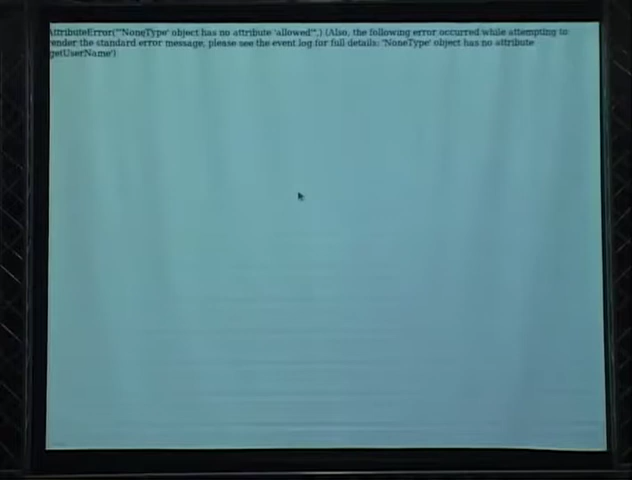 ttributeError("'NoneType' object has no attribute 'allowed'",) (Also, the following error occurred while attempting to
render the standard error message, please see the event log for full details: 'NoneType' object has no attribute
getUserName')